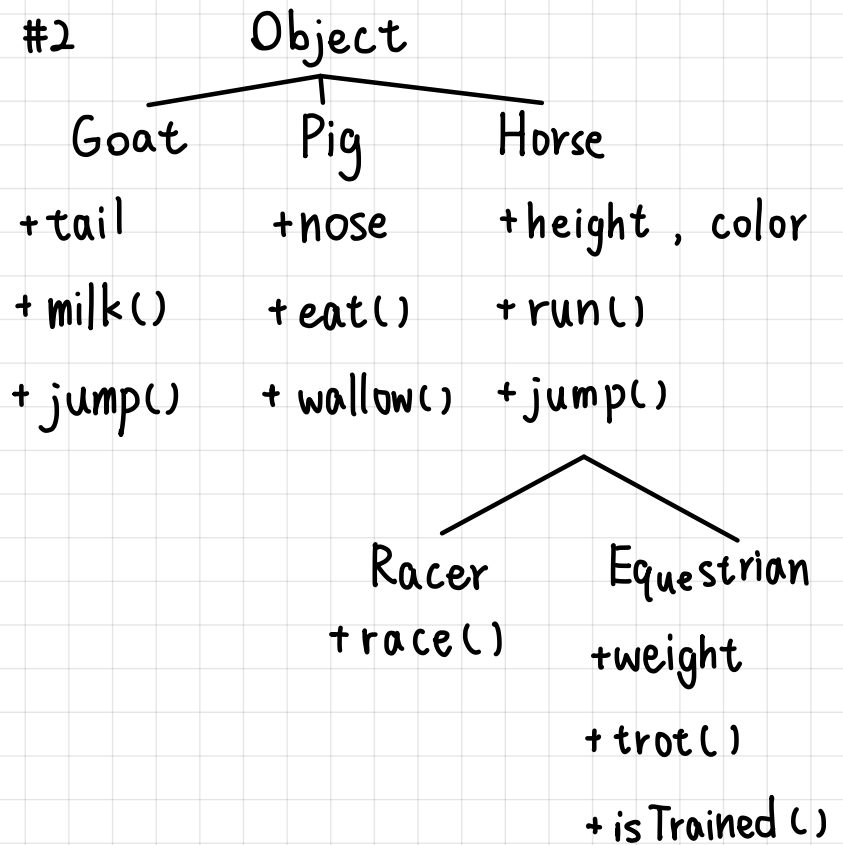 #2 Object
Goat Pig Horse
+tail +nose +height, color
+ milk() + eat() + run()
+ jump() + wallow() + jump()
Racer Equestrian
+race() +weight
+ trot()
+ isTrained()